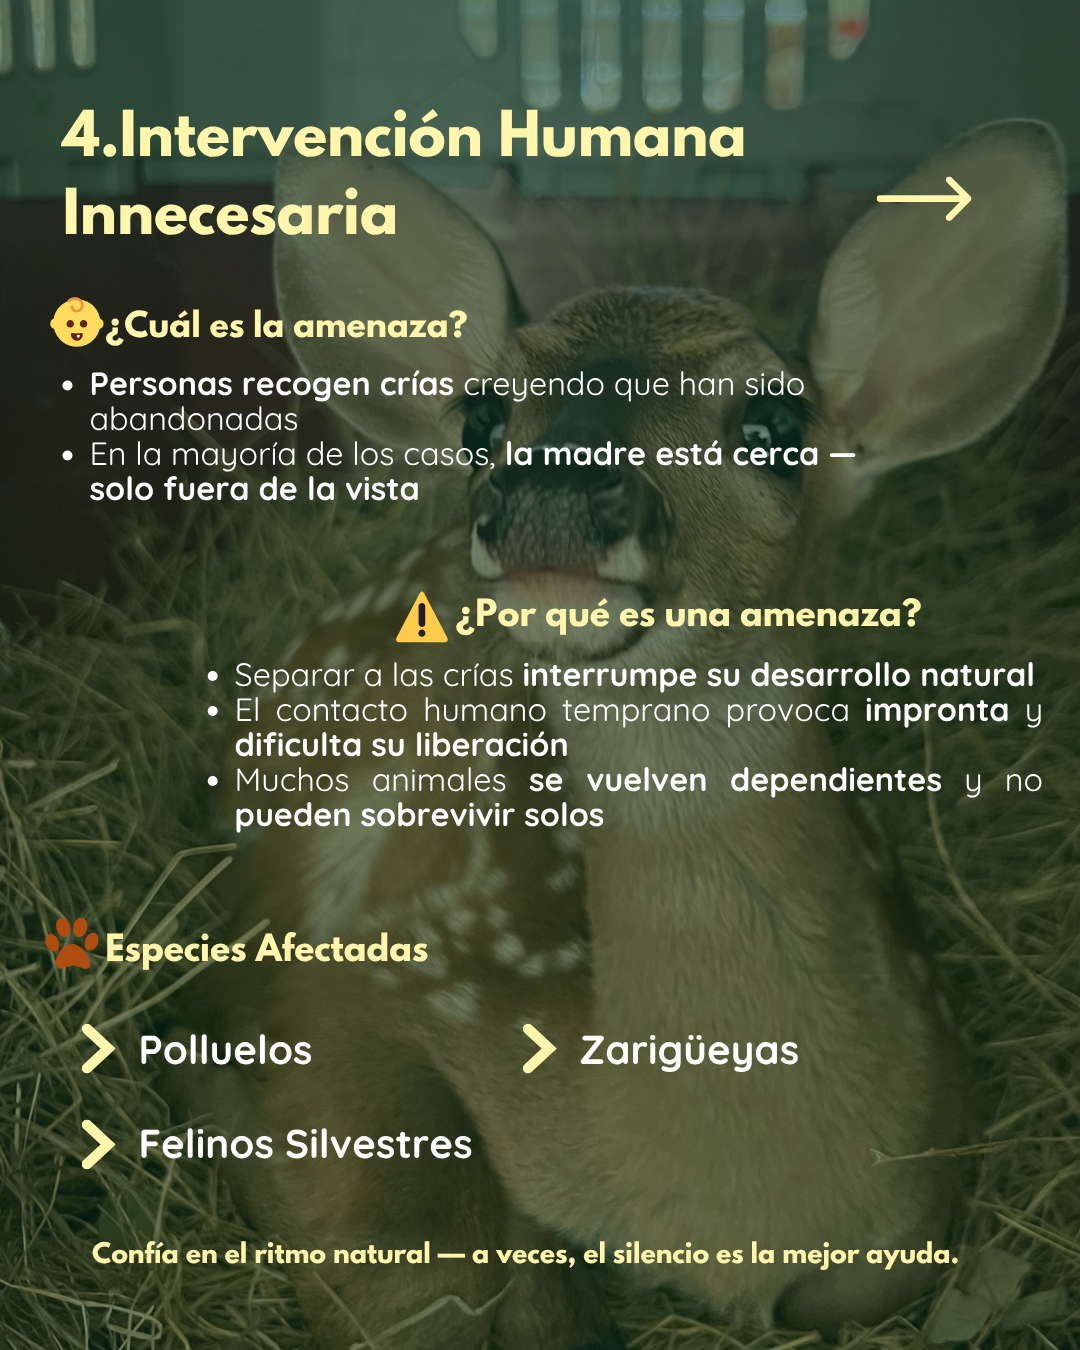 4.Intervención Humana
Innecesaria
¿Cuál es la amenaza?
Personas recogen crías creyendo que han sido
abandonadas
En la mayoría de los casos, la madre está cerca —
solo fuera de la vista
¿Por qué es una amenaza?
Separar a las crías interrumpe su desarrollo natural
El contacto humano temprano provoca impronta y
dificulta su liberación
Muchos animales se vuelven dependientes y no
pueden sobrevivir solos
Especies Afectadas
Polluelos
Zarigüeyas
Felinos Silvestres
Confía en el ritmo natural — a veces, el silencio es la mejor ayuda.